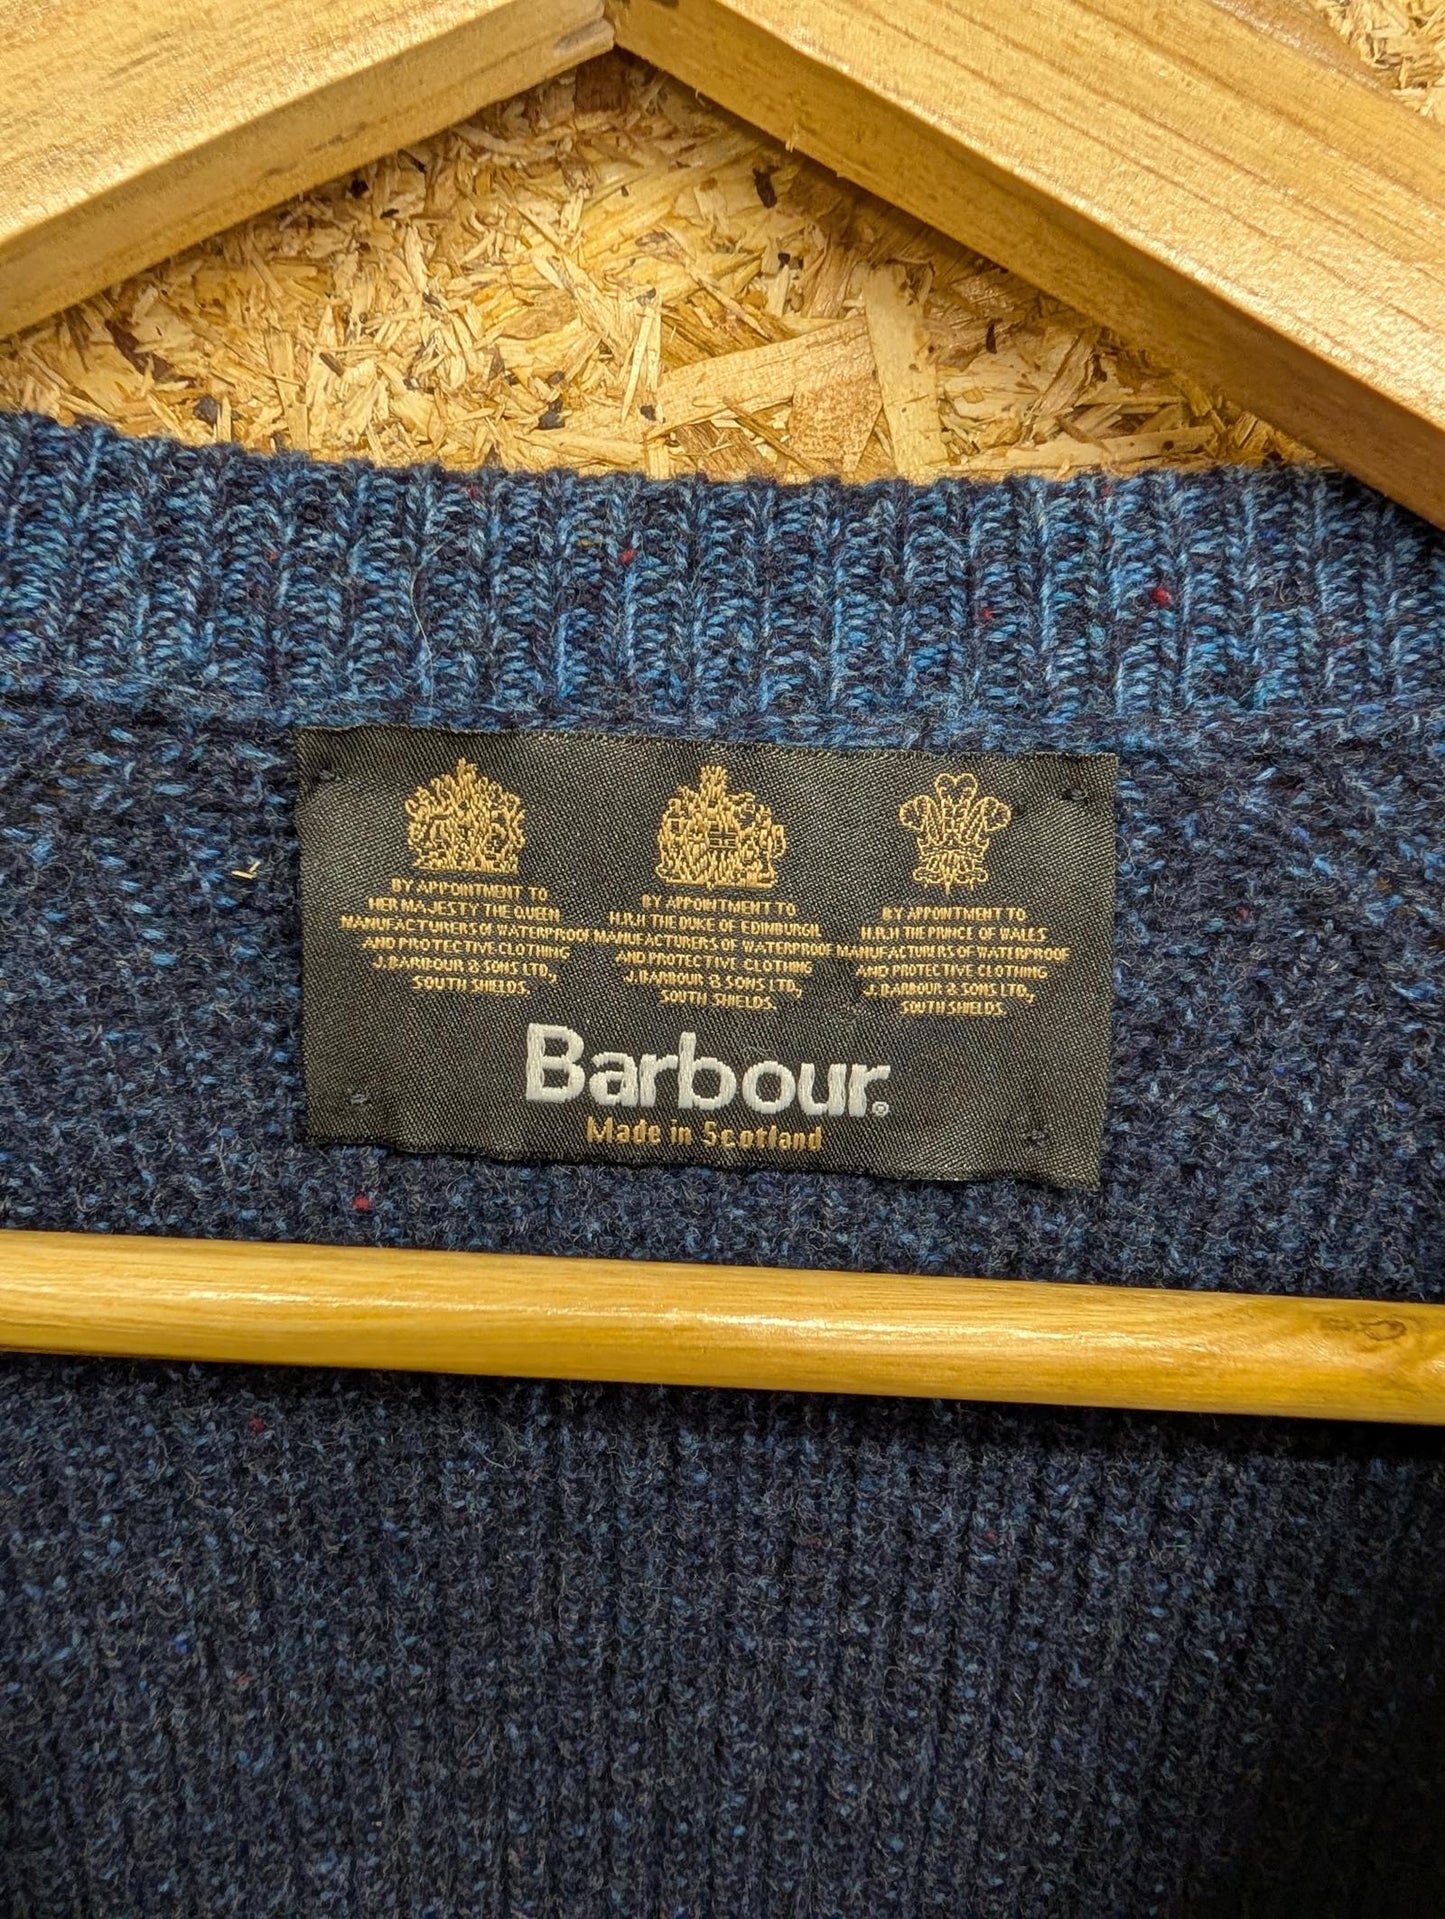 BY APPOINTMENT TO
HER MAJESTY THE QUEEN
MANUFACTURERS OF WATERPROOF
AND PROTECTIVE CLOTHING
J. BARBOUR & SONS LTD.,
SOUTH SHIELDS.
BY APPOINTMENT TO
H.R.H THE DUKE OF EDINBURGH,
MANUFACTURERS OF WATERPROOF
AND PROTECTIVE CLOTHING
J. BARBOUR & SONS LTD.,
SOUTH SHIELDS.
BY APPOINTMENT TO
H.R.H THE PRINCE OF WALES
MANUFACTURERS OF WATERPROOF
AND PROTECTIVE CLOTHING
J. BARBOUR & SONS LTD.,
SOUTH SHIELDS.
Barbour®
Made in Scotland